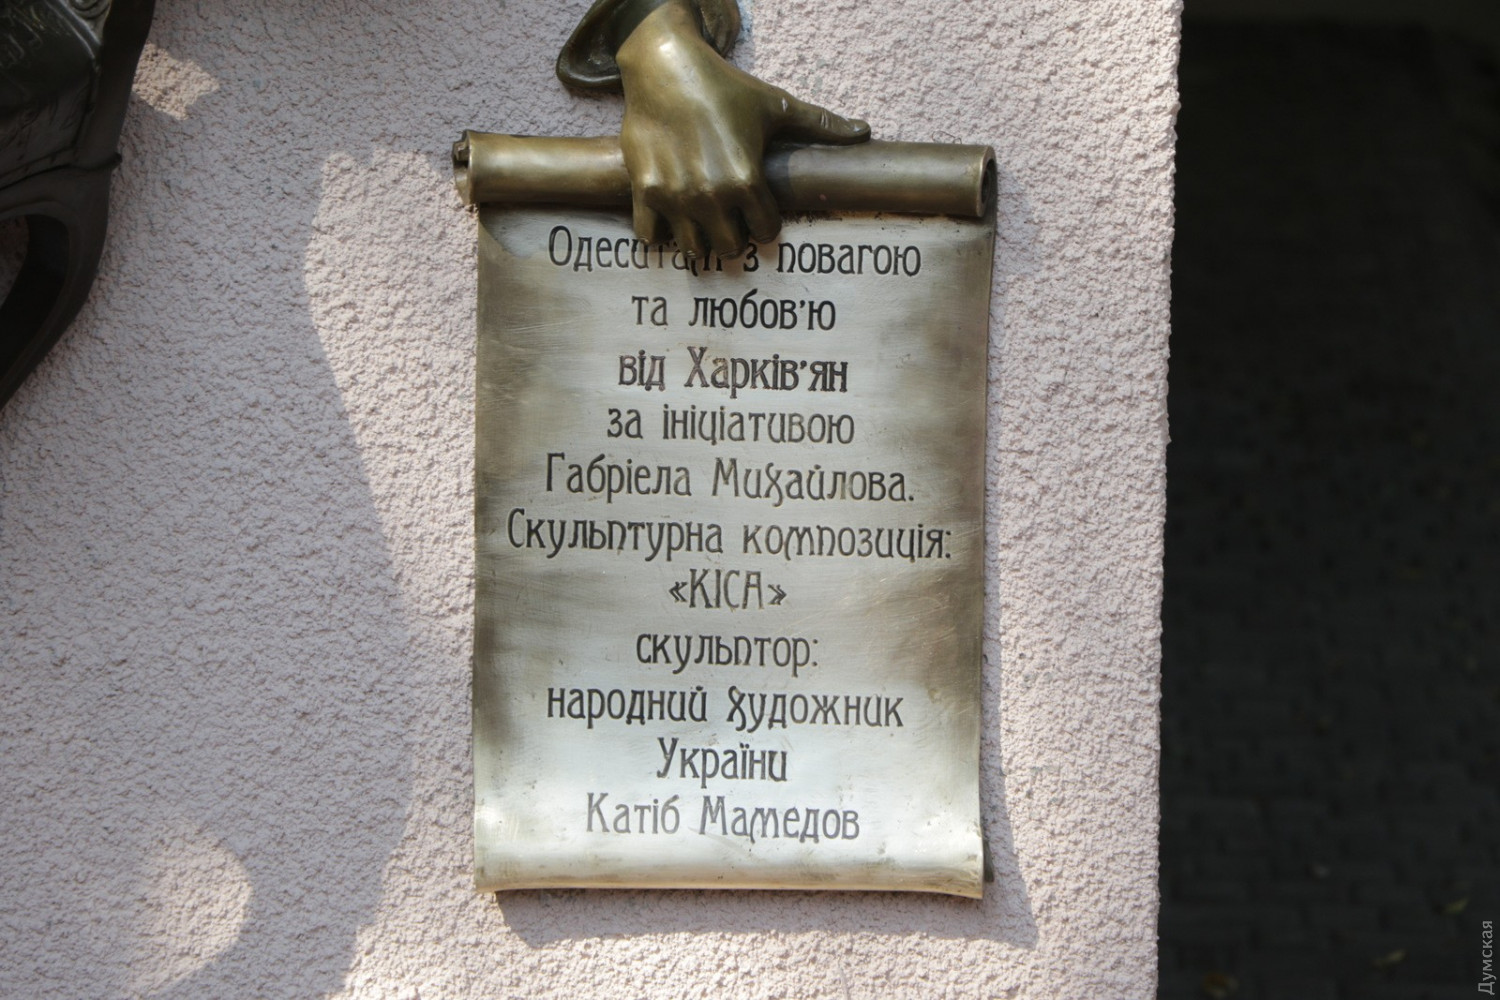 Одеситам з повагою
та любов'ю
від Харків'ян
за ініціативою
Габріела Михайлова.
Скульптурна композиція:
«КІСА»
скульптор:
народний художник
України
Катіб Мамедов
Думская